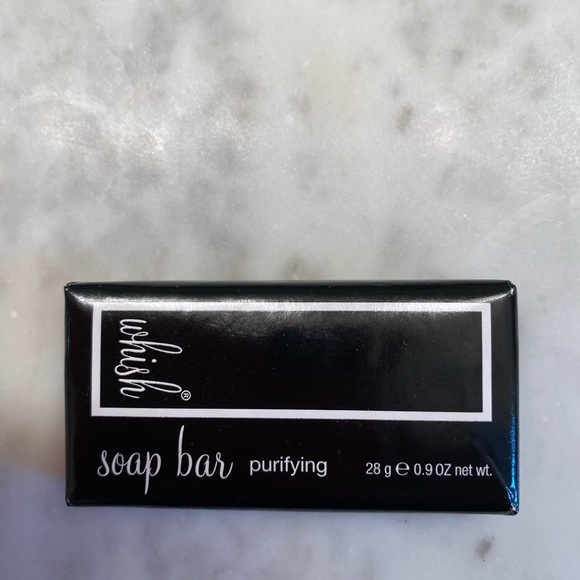 whish®
soap bar purifying 28 g ℮ 0.9 OZ net wt.